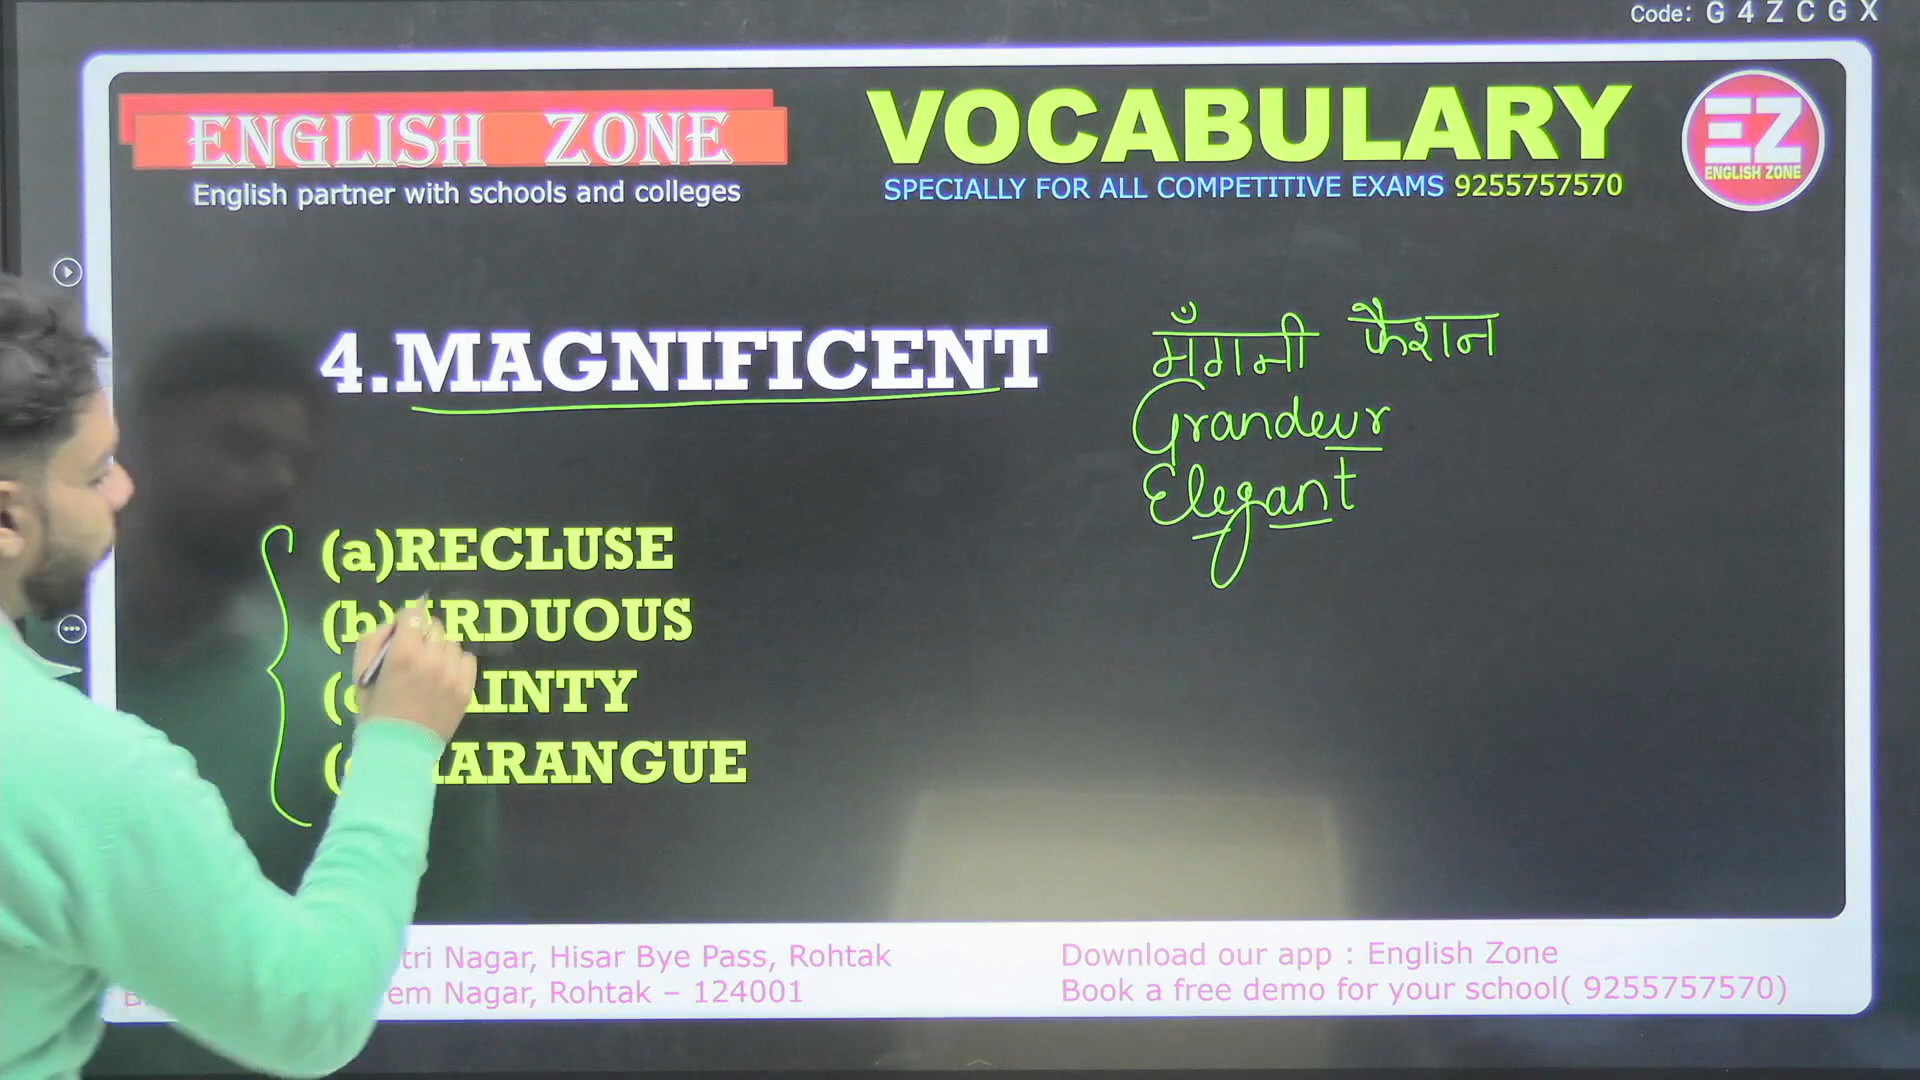 Code: G 4 Z C G X
ENGLISH ZONE
English partner with schools and colleges
VOCABULARY
SPECIALLY FOR ALL COMPETITIVE EXAMS 9255757570
EZ
ENGLISH ZONE
4.MAGNIFICENT
मँगनी फैशन
Grandeur
Elegant
(a)RECLUSE
(b) RDUOUS
INTY
ARANGUE
tri Nagar, Hisar Bye Pass, Rohtak
em Nagar, Rohtak – 124001
Download our app : English Zone
Book a free demo for your school( 9255757570)